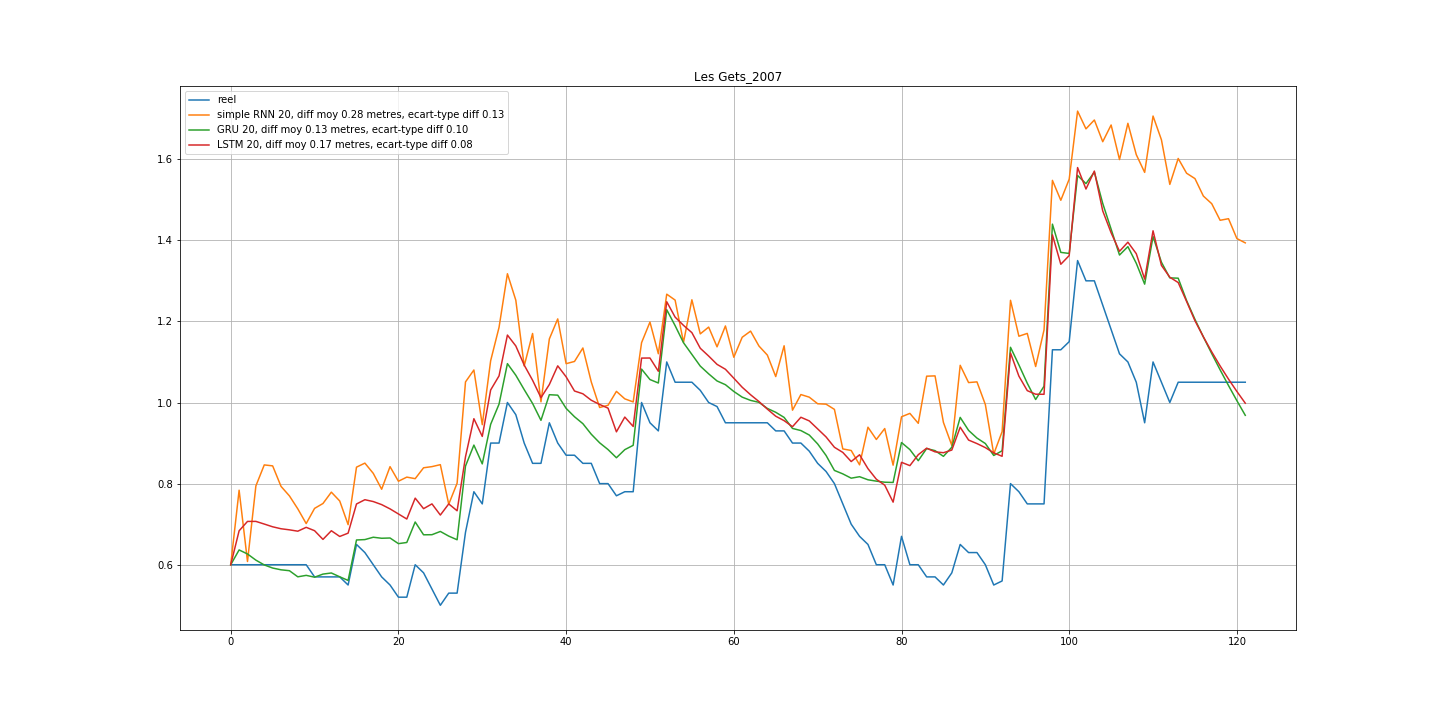 Les Gets_2007
reel
simple RNN 20, diff moy 0.28 metres, ecart-type diff 0.13
GRU 20, diff moy 0.13 metres, ecart-type diff 0.10
LSTM 20, diff moy 0.17 metres, ecart-type diff 0.08
1.6
1.4
1.2
1.0
0.8
0.6
0 20 40 60 80 100 120